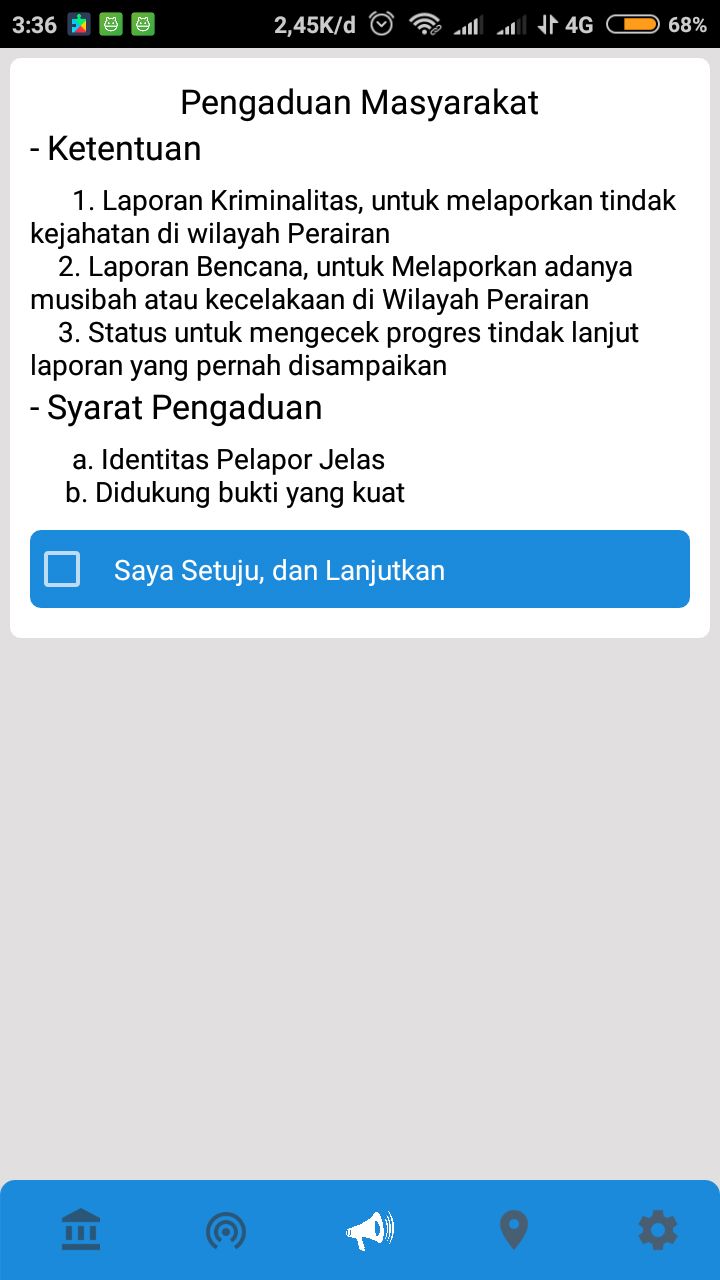 3:36 2,45K/d 4G 68%
Pengaduan Masyarakat
- Ketentuan
1. Laporan Kriminalitas, untuk melaporkan tindak
kejahatan di wilayah Perairan
2. Laporan Bencana, untuk Melaporkan adanya
musibah atau kecelakaan di Wilayah Perairan
3. Status untuk mengecek progres tindak lanjut
laporan yang pernah disampaikan
- Syarat Pengaduan
a. Identitas Pelapor Jelas
b. Didukung bukti yang kuat
Saya Setuju, dan Lanjutkan